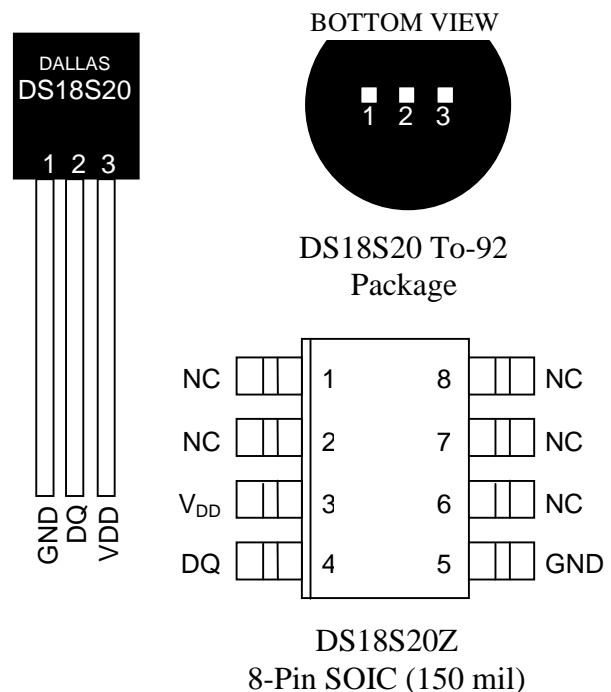 BOTTOM VIEW
DALLAS
DS18S20
1 2 3
GND DQ VDD
1 2 3
DS18S20 To-92
Package
NC 1 8 NC
NC 2 7 NC
VDD 3 6 NC
DQ 4 5 GND
DS18S20Z
8-Pin SOIC (150 mil)